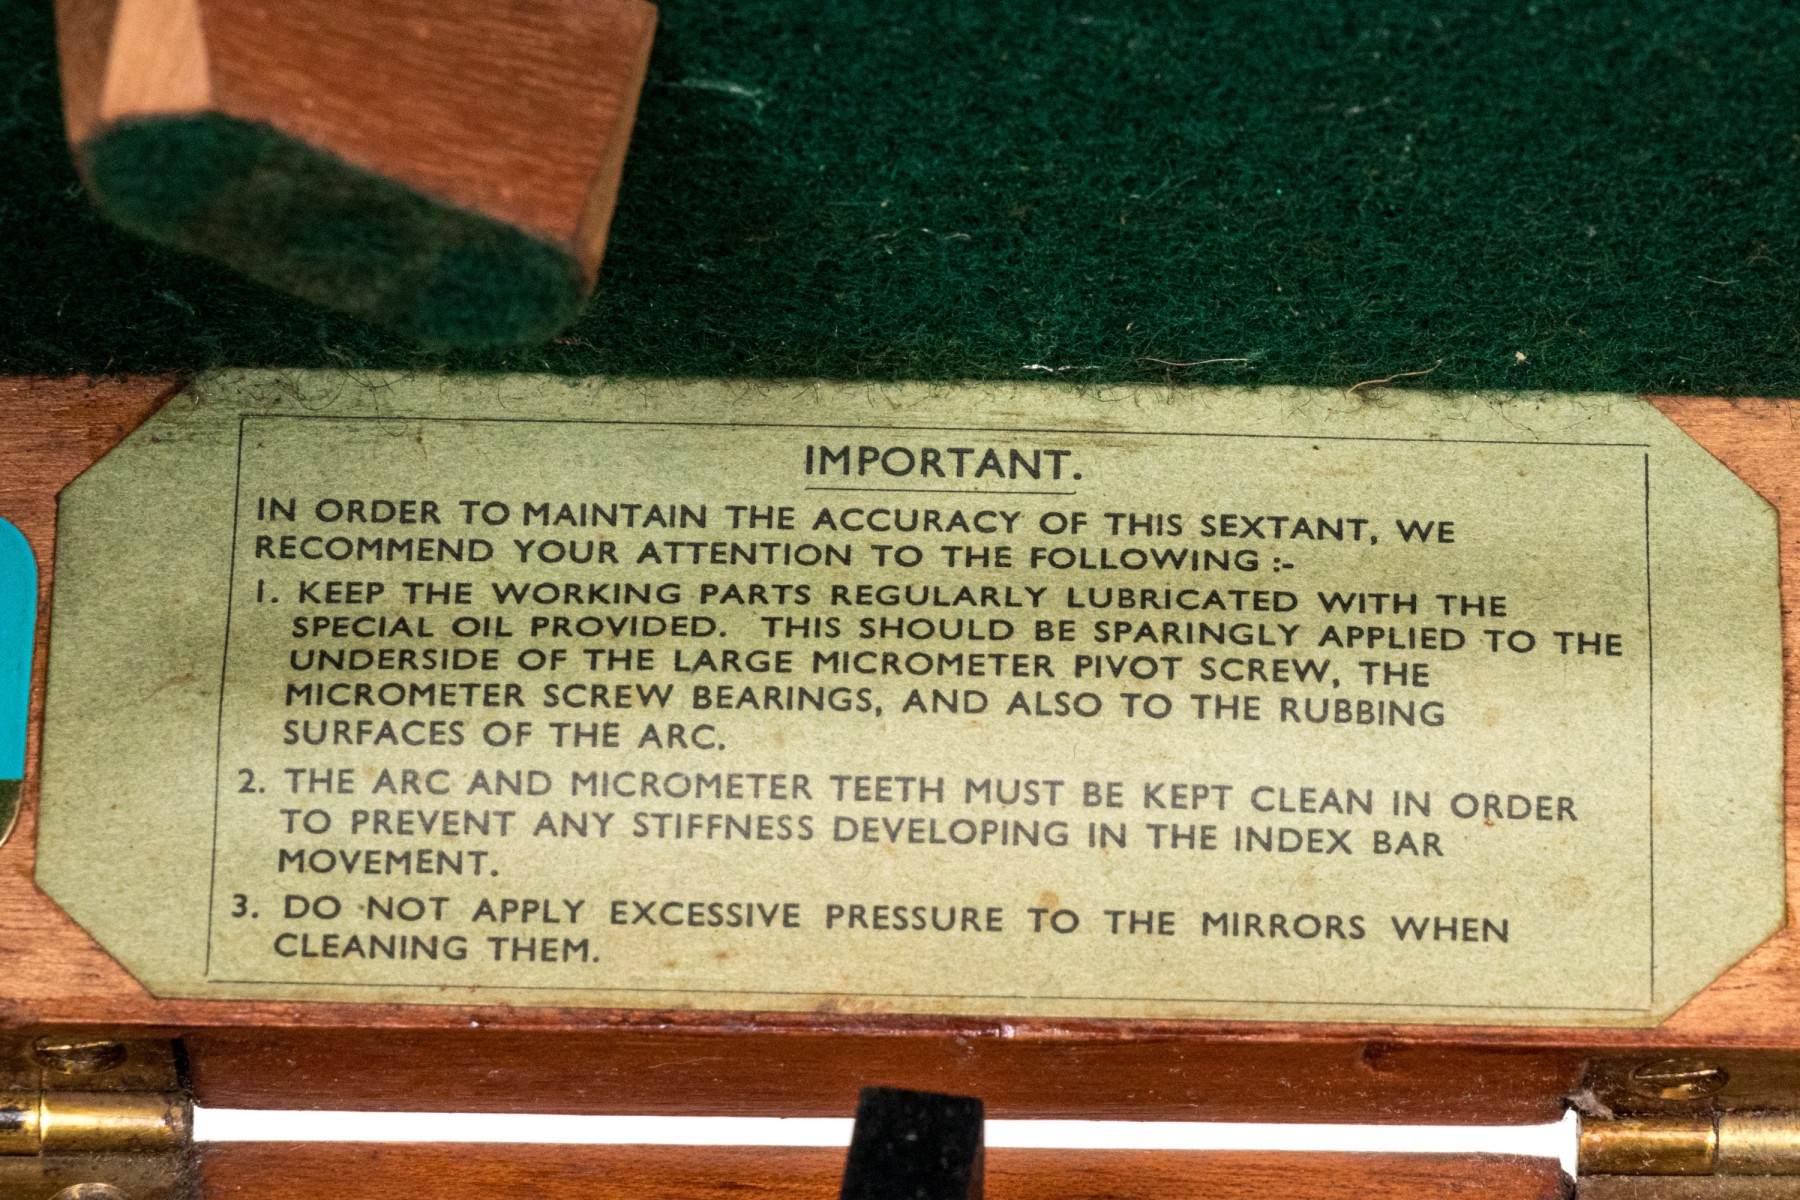 IMPORTANT.
IN ORDER TO MAINTAIN THE ACCURACY OF THIS SEXTANT, WE
RECOMMEND YOUR ATTENTION TO THE FOLLOWING :-
1. KEEP THE WORKING PARTS REGULARLY LUBRICATED WITH THE
SPECIAL OIL PROVIDED. THIS SHOULD BE SPARINGLY APPLIED TO THE
UNDERSIDE OF THE LARGE MICROMETER PIVOT SCREW, THE
MICROMETER SCREW BEARINGS, AND ALSO TO THE RUBBING
SURFACES OF THE ARC.
2. THE ARC AND MICROMETER TEETH MUST BE KEPT CLEAN IN ORDER
TO PREVENT ANY STIFFNESS DEVELOPING IN THE INDEX BAR
MOVEMENT.
3. DO NOT APPLY EXCESSIVE PRESSURE TO THE MIRRORS WHEN
CLEANING THEM.